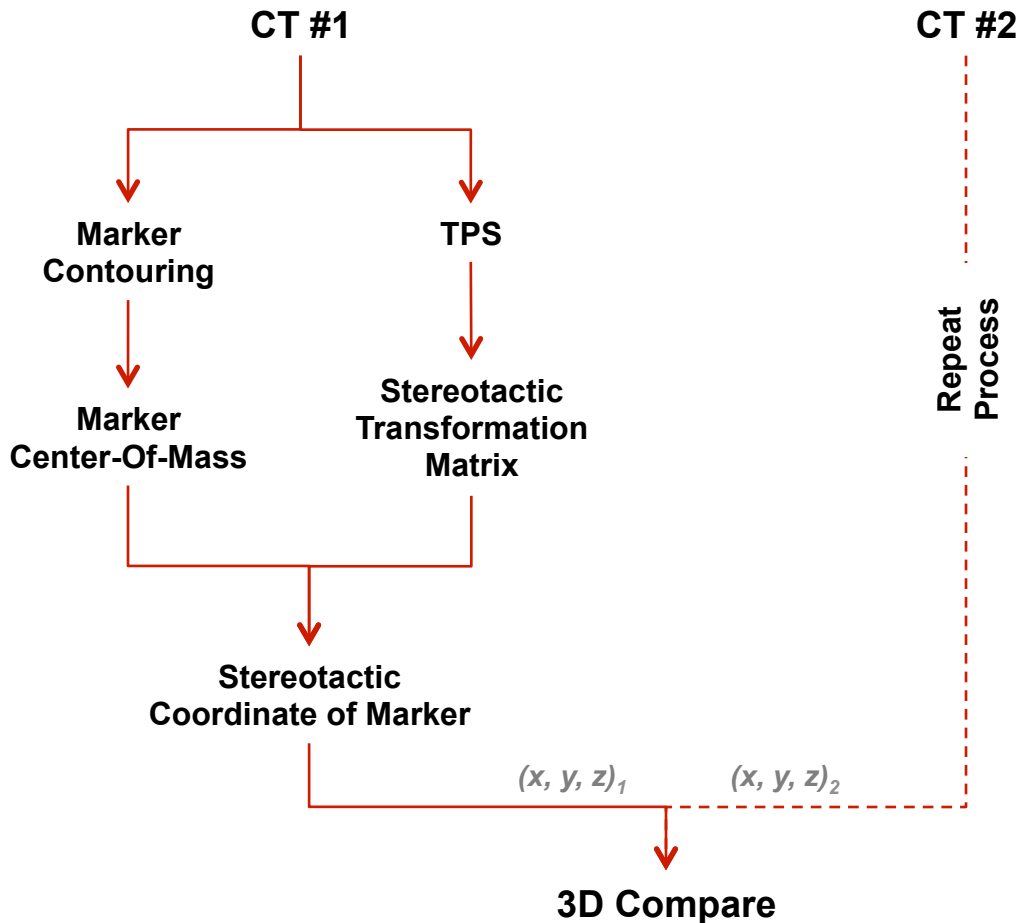 CT #1
CT #2
Marker
Contouring
TPS
Repeat
Process
Marker
Center-Of-Mass
Stereotactic
Transformation
Matrix
Stereotactic
Coordinate of Marker
(x, y, z)₁
(x, y, z)₂
3D Compare